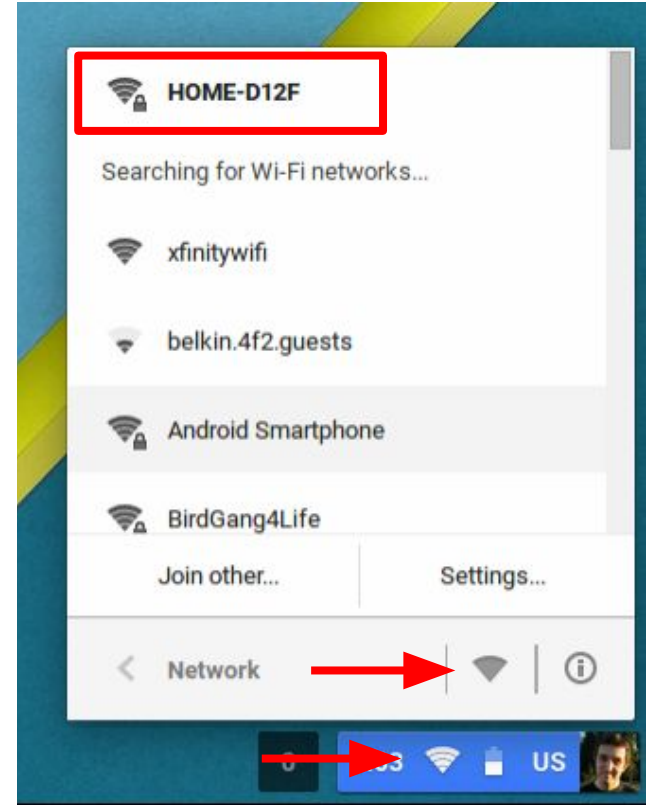 HOME-D12F
Searching for Wi-Fi networks...
xfinitywifi
belkin.4f2.guests
Android Smartphone
BirdGang4Life
Join other...
Settings...
Network
US